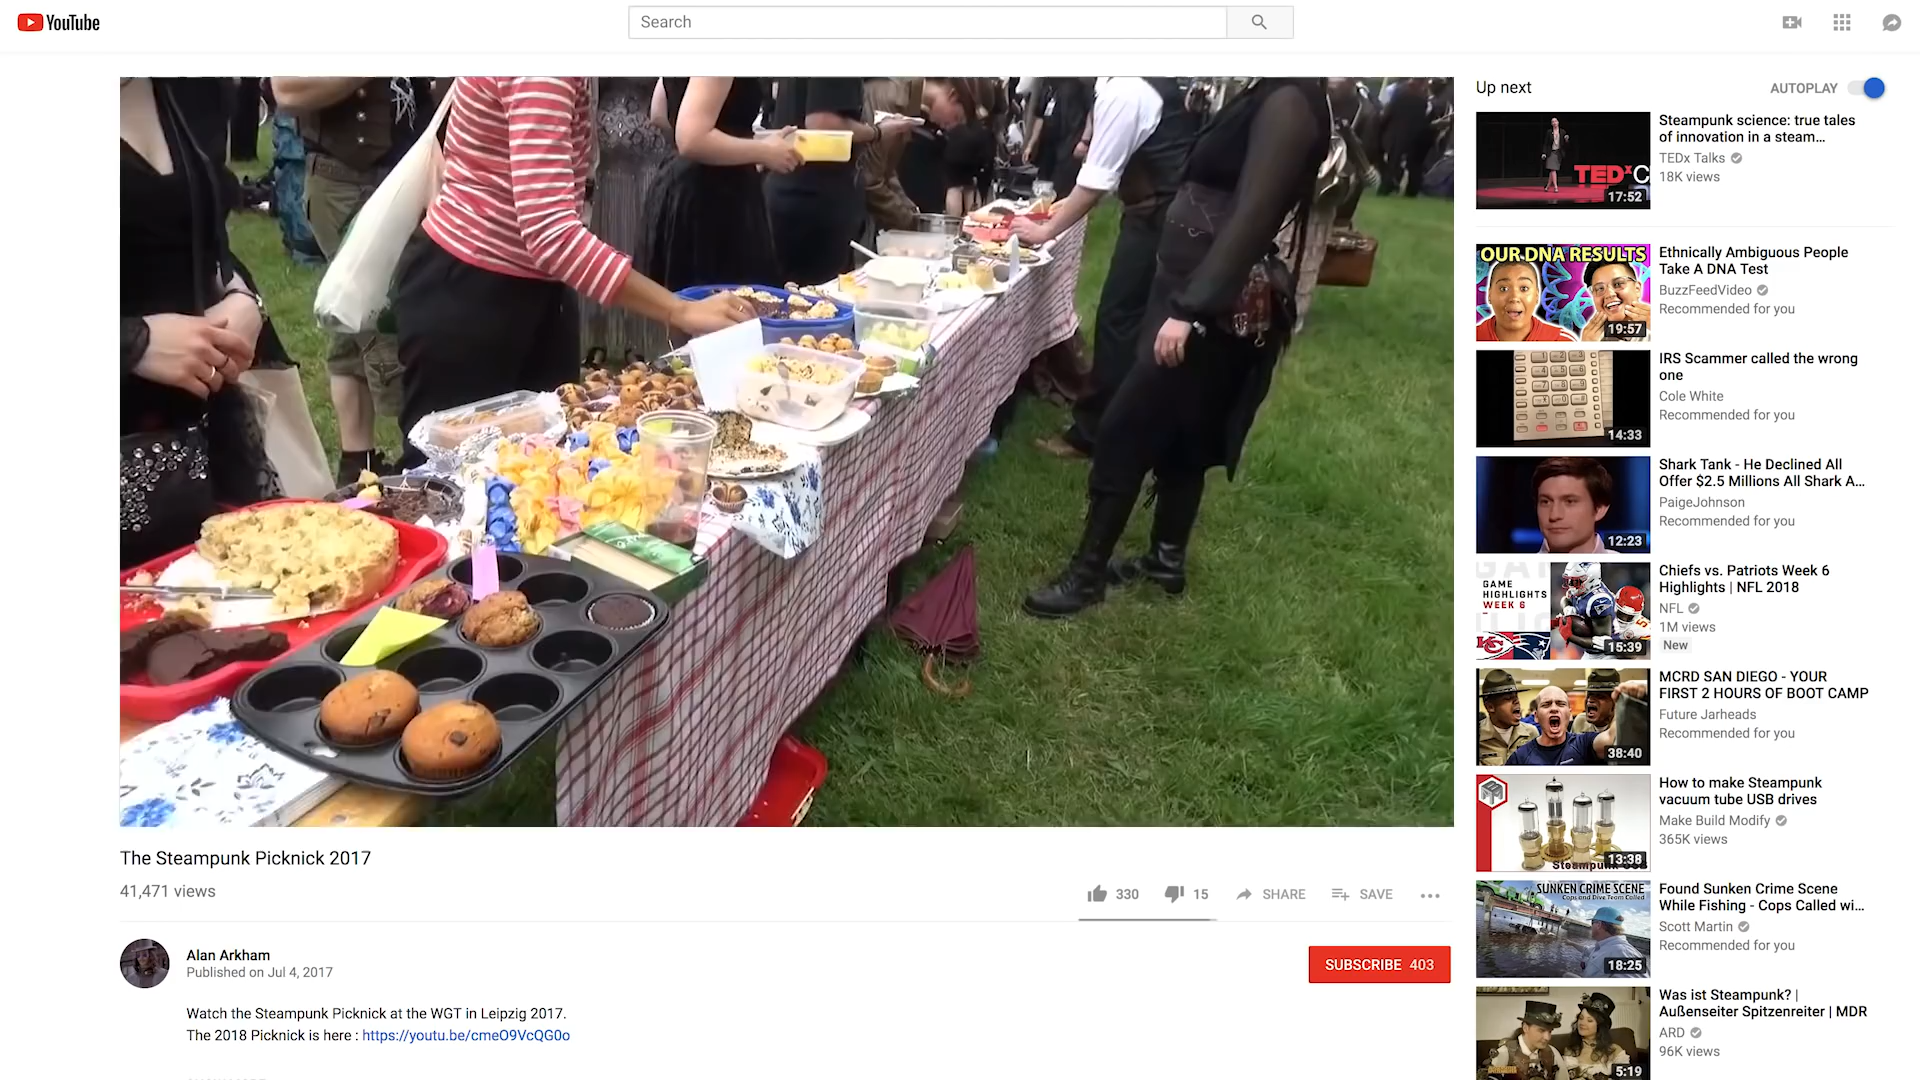 YouTube
Search
Up next
AUTOPLAY
Steampunk science: true tales
of innovation in a steam...
TEDx Talks
18K views
TEDxC
17:52
OUR DNA RESULTS
19:57
Ethnically Ambiguous People
Take A DNA Test
BuzzFeedVideo
Recommended for you
14:33
IRS Scammer called the wrong
one
Cole White
Recommended for you
12:23
Shark Tank - He Declined All
Offer $2.5 Millions All Shark A...
PaigeJohnson
Recommended for you
GAME
HIGHLIGHTS
WEEK 6
15:39
Chiefs vs. Patriots Week 6
Highlights | NFL 2018
NFL
1M views
New
38:40
MCRD SAN DIEGO - YOUR
FIRST 2 HOURS OF BOOT CAMP
Future Jarheads
Recommended for you
13:38
How to make Steampunk
vacuum tube USB drives
Make Build Modify
365K views
SUNKEN CRIME SCENE
Cops and Dive Team Called
18:25
Found Sunken Crime Scene
While Fishing - Cops Called wi...
Scott Martin
Recommended for you
5:19
Was ist Steampunk? |
Außenseiter Spitzenreiter | MDR
ARD
96K views
The Steampunk Picknick 2017
41,471 views
330
15
SHARE
SAVE
Alan Arkham
Published on Jul 4, 2017
SUBSCRIBE 403
Watch the Steampunk Picknick at the WGT in Leipzig 2017.
The 2018 Picknick is here : https://youtu.be/cmeO9VcQG0o